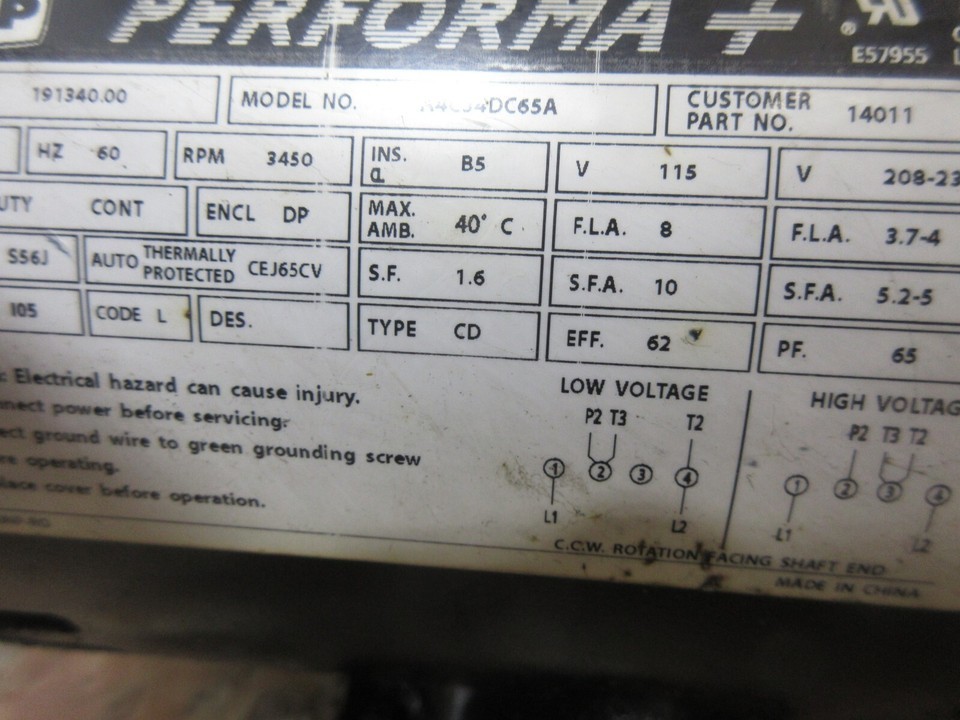 PERFORMA +
E57955
191340.00 MODEL NO. DC65A CUSTOMER PART NO. 14011
HZ 60 RPM 3450 INS. CL B5 V 115 V 208-23
UTY CONT ENCL DP MAX. AMB. 40° C F.L.A. 8 F.L.A. 3.7-4
S56J AUTO THERMALLY PROTECTED CEJ65CV S.F. 1.6 S.F.A. 10 S.F.A. 5.2-5
105 CODE L DES. TYPE CD EFF. 62 PF. 65
: Electrical hazard can cause injury.
nnect power before servicing.
ect ground wire to green grounding screw
re operating.
lace cover before operation.
LOW VOLTAGE HIGH VOLTAG
P2 T3 T2 P2 T3 T2
1 2 3 4 1 2 3 4
L1 L2 L1 L2
C.C.W. ROTATION FACING SHAFT END
MADE IN CHINA